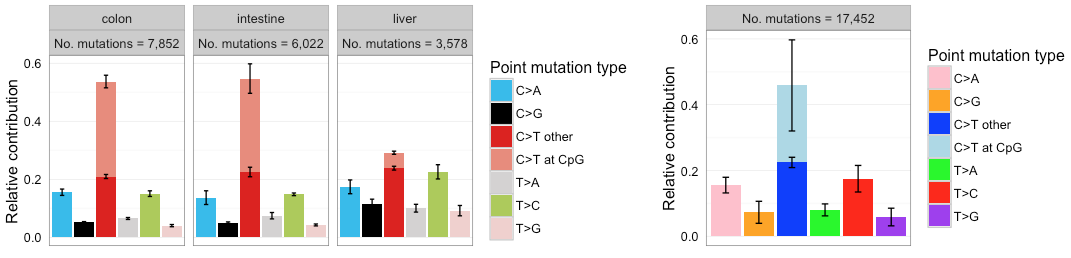 colon
intestine
liver
No. mutations = 7,852
No. mutations = 6,022
No. mutations = 3,578
Relative contribution
0.6
0.4
0.2
0.0
Point mutation type
C>A
C>G
C>T other
C>T at CpG
T>A
T>C
T>G
No. mutations = 17,452
Relative contribution
0.6
0.4
0.2
0.0
Point mutation type
C>A
C>G
C>T other
C>T at CpG
T>A
T>C
T>G